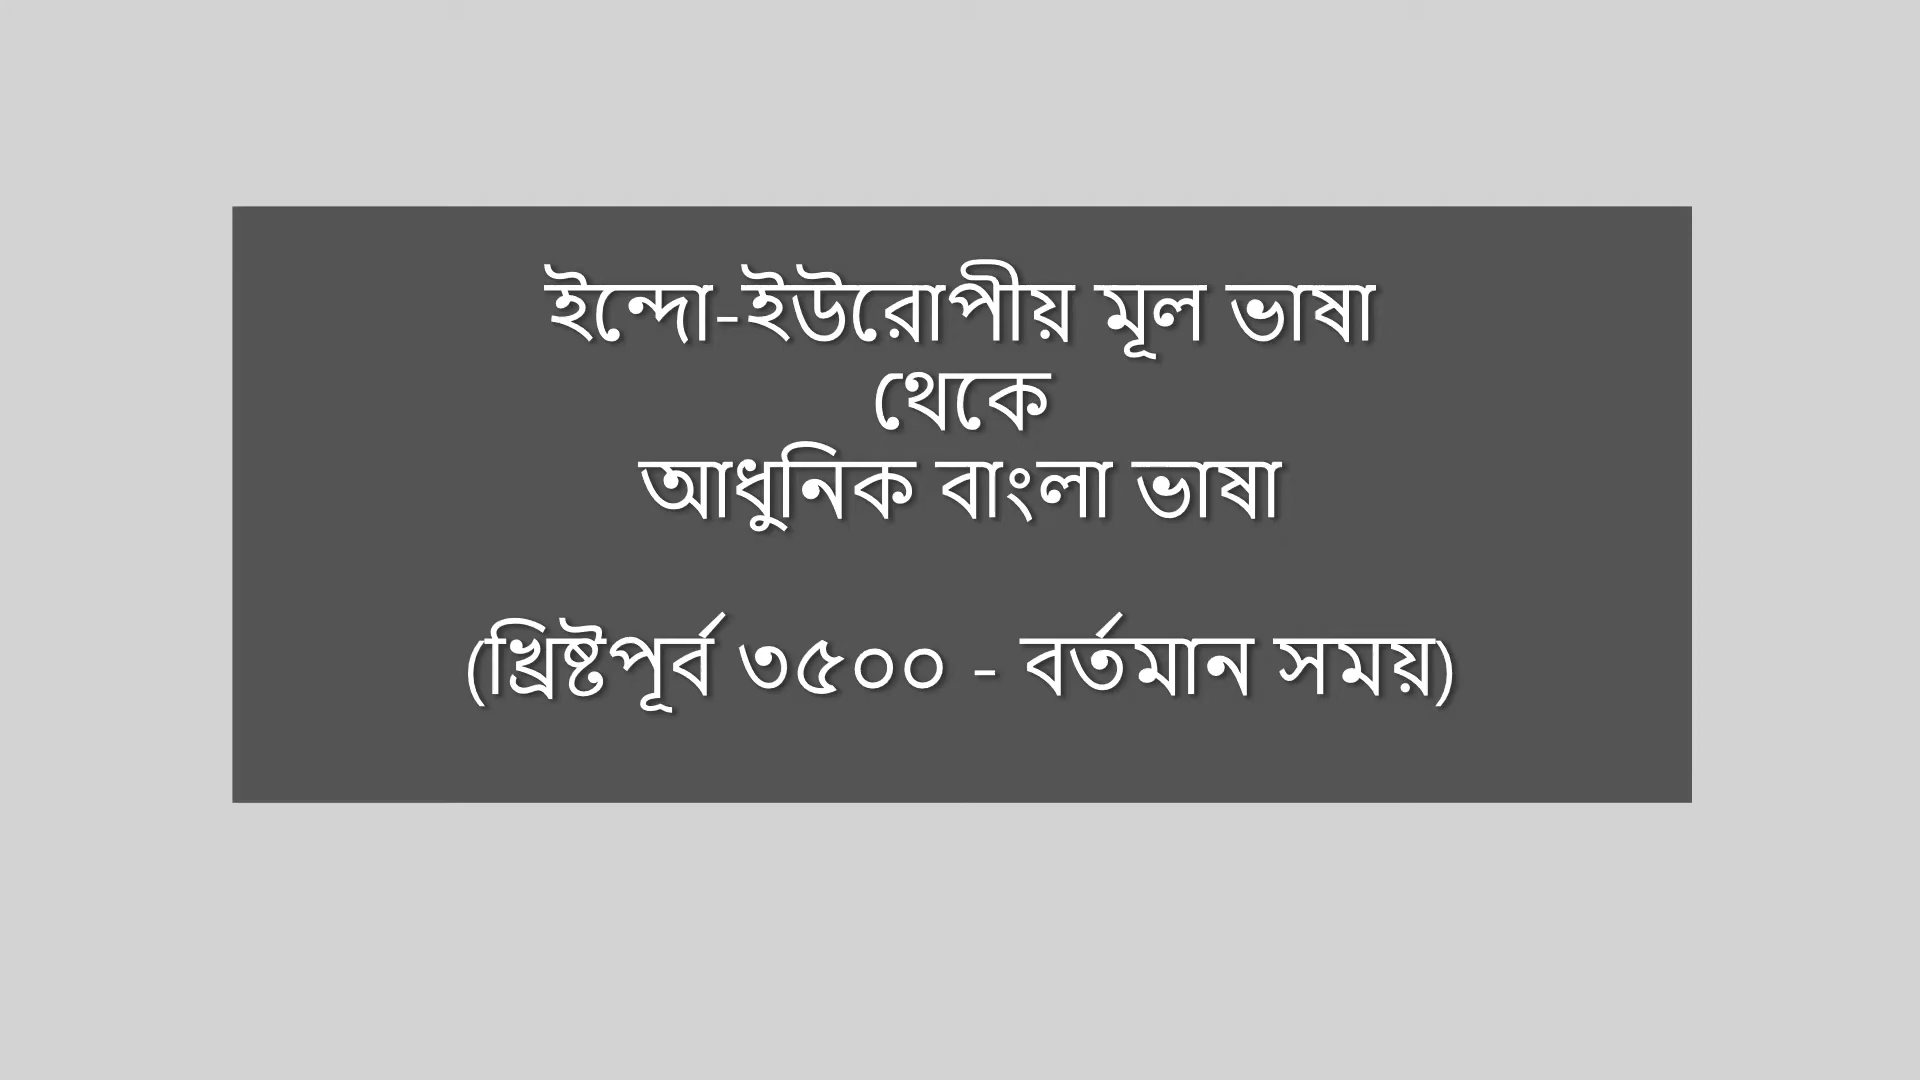 ইন্দো-ইউরোপীয় মূল ভাষা
থেকে
আধুনিক বাংলা ভাষা
(খ্রিষ্টপূর্ব ৩৫০০ - বর্তমান সময়)